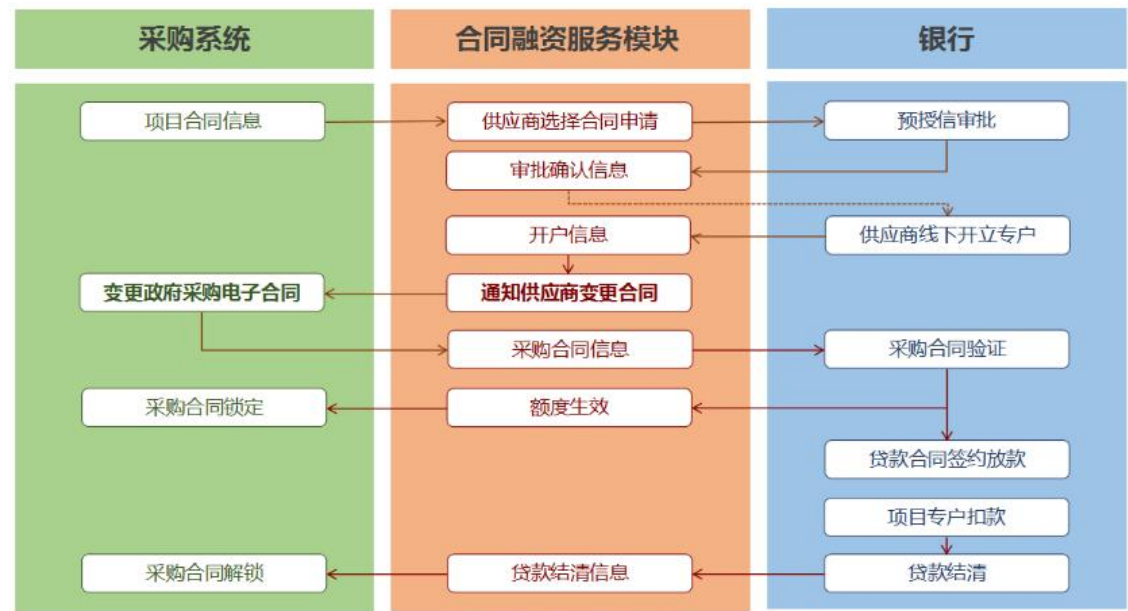 采购系统
合同融资服务模块
银行
项目合同信息
供应商选择合同申请
预授信审批
审批确认信息
开户信息
供应商线下开立专户
变更政府采购电子合同
通知供应商变更合同
采购合同信息
采购合同验证
采购合同锁定
额度生效
贷款合同签约放款
项目专户扣款
采购合同解锁
贷款结清信息
贷款结清